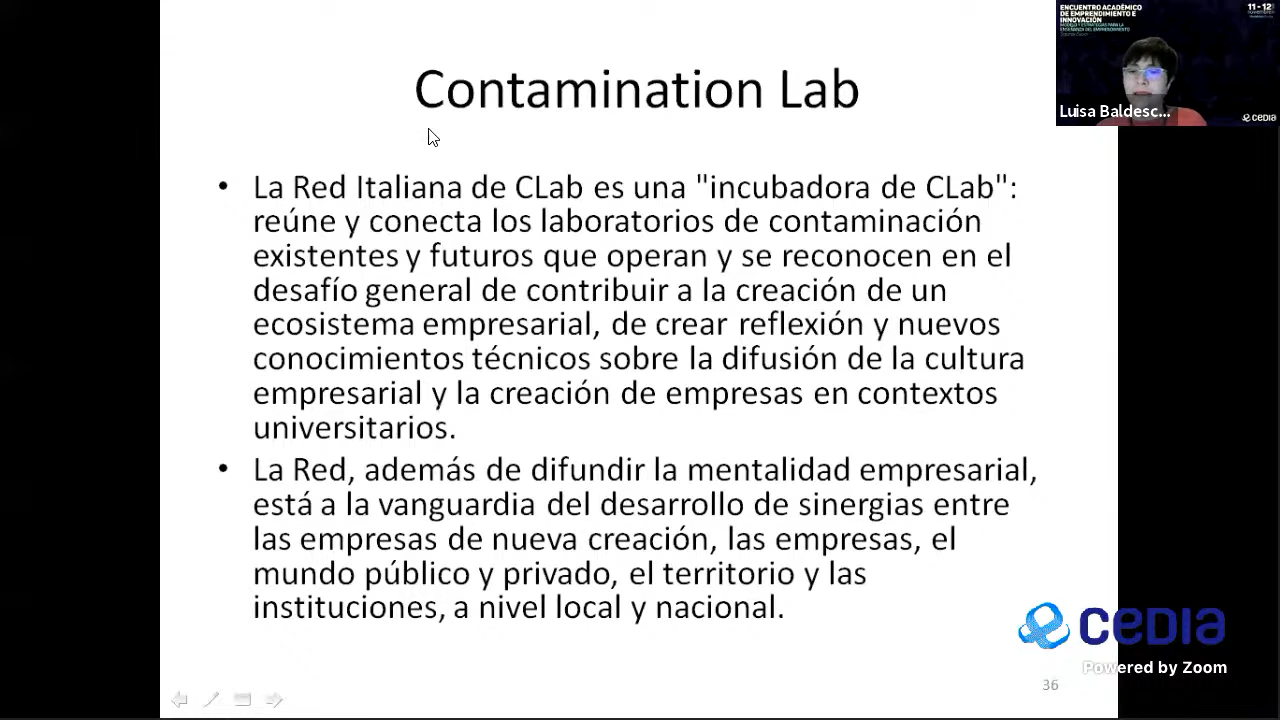 ENCUENTRO ACADÉMICO
DE EMPRENDIMIENTO E
INNOVACIÓN
11 - 12
Luisa Baldesc...
CEDIA
Contamination Lab
• La Red Italiana de CLab es una "incubadora de CLab":
reúne y conecta los laboratorios de contaminación
existentes y futuros que operan y se reconocen en el
desafío general de contribuir a la creación de un
ecosistema empresarial, de crear reflexión y nuevos
conocimientos técnicos sobre la difusión de la cultura
empresarial y la creación de empresas en contextos
universitarios.
• La Red, además de difundir la mentalidad empresarial,
está a la vanguardia del desarrollo de sinergias entre
las empresas de nueva creación, las empresas, el
mundo público y privado, el territorio y las
instituciones, a nivel local y nacional.
CEDIA
Powered by Zoom
36